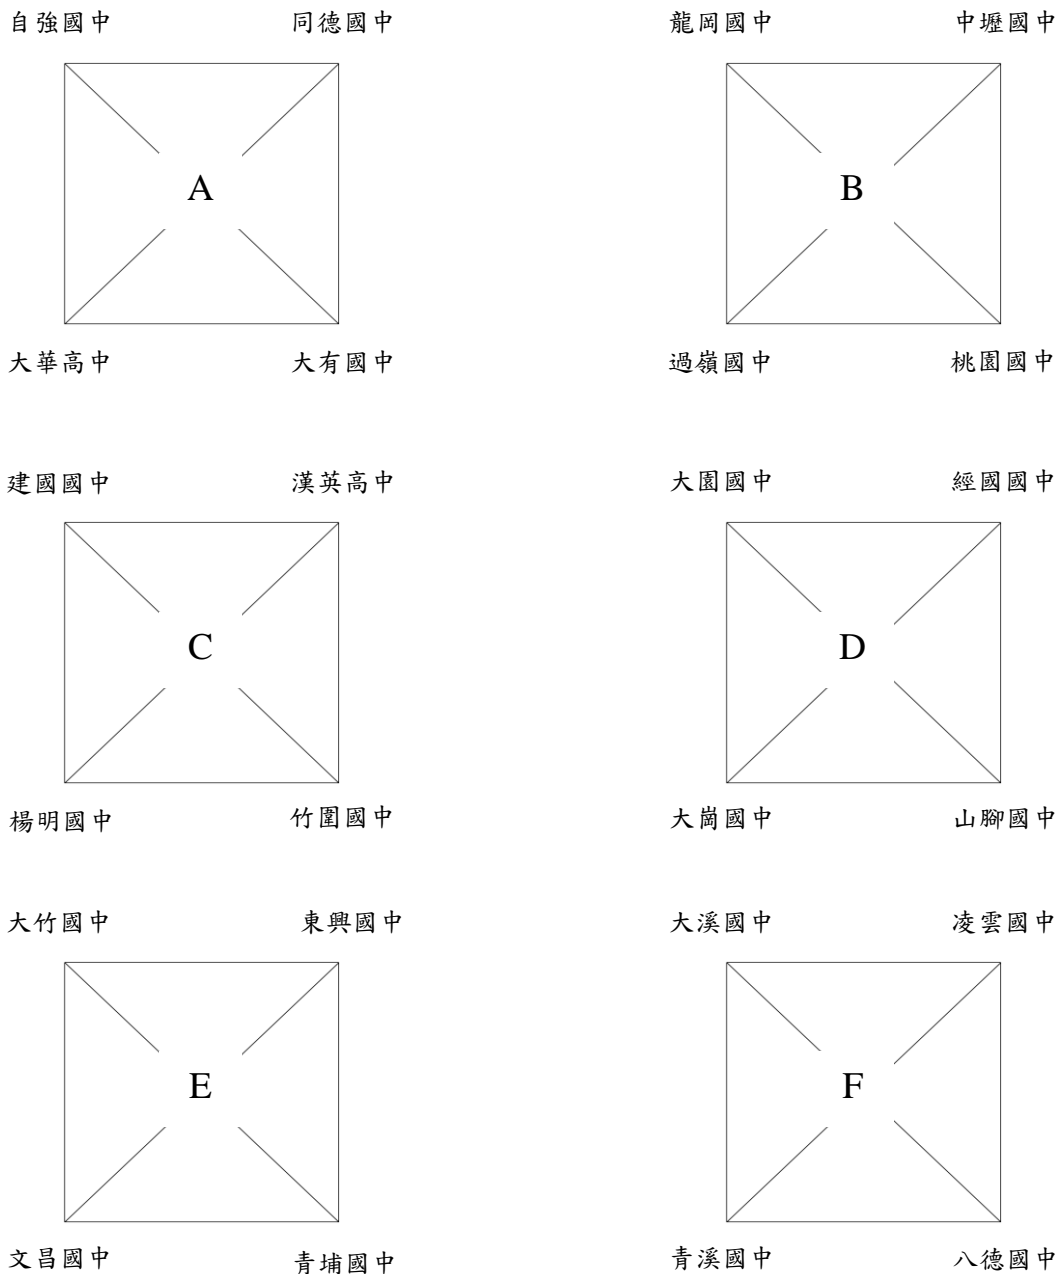 自強國中 同德國中 龍岡國中 中壢國中
A B
大華高中 大有國中 過嶺國中 桃園國中
建國國中 漢英高中 大園國中 經國國中
C D
楊明國中 竹圍國中 大崗國中 山腳國中
大竹國中 東興國中 大溪國中 凌雲國中
E F
文昌國中 青埔國中 青溪國中 八德國中